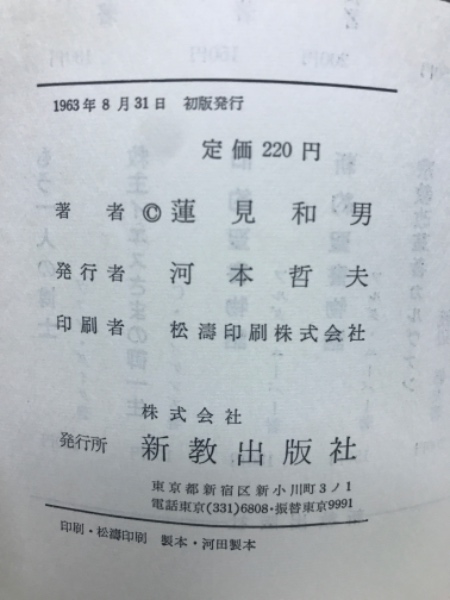 1963年8月31日 初版発行
定価220円
著者 ©蓮見和男
発行者 河本哲夫
印刷者 松濤印刷株式会社
株式会社
発行所 新教出版社
東京都新宿区新小川町3ノ1
電話東京(331)6808・振替東京9991
印刷・松濤印刷 製本・河田製本